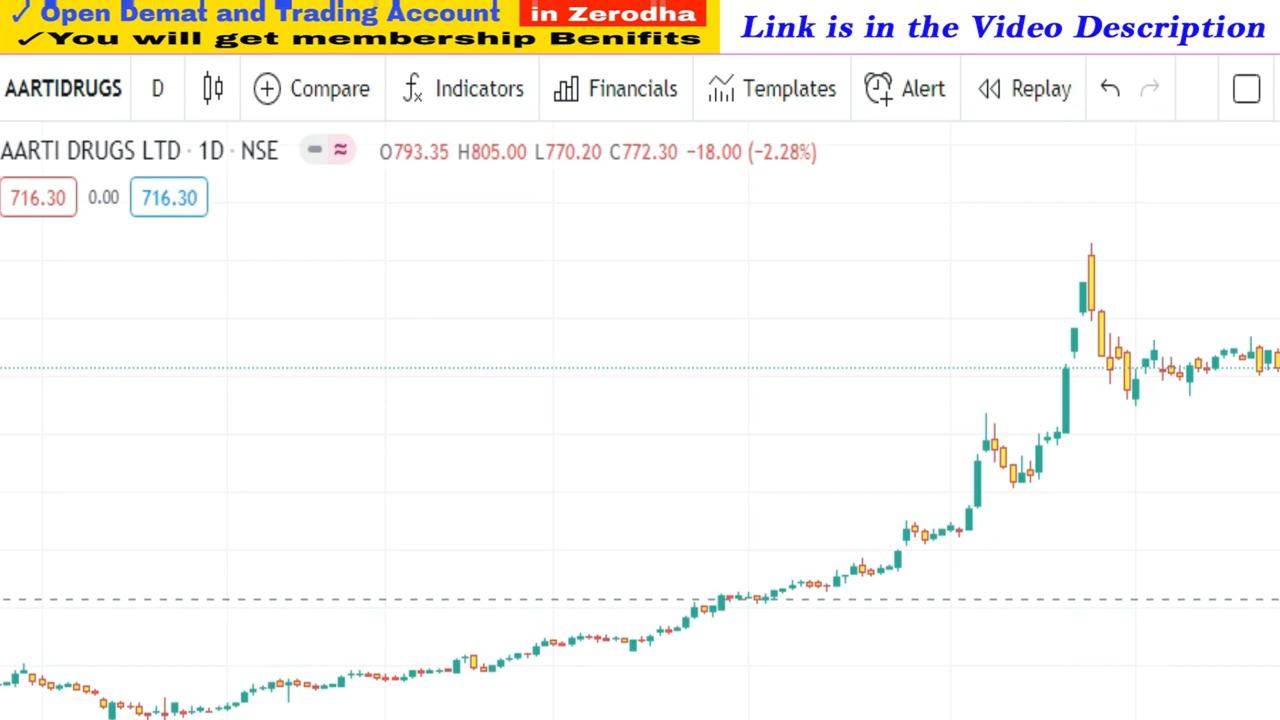 ✓ Open Demat and Trading Account in Zerodha
✓You will get membership Benifits
Link is in the Video Description
AARTIDRUGS D Compare Indicators Financials Templates Alert Replay
AARTI DRUGS LTD · 1D · NSE O793.35 H805.00 L770.20 C772.30 −18.00 (−2.28%)
716.30 0.00 716.30